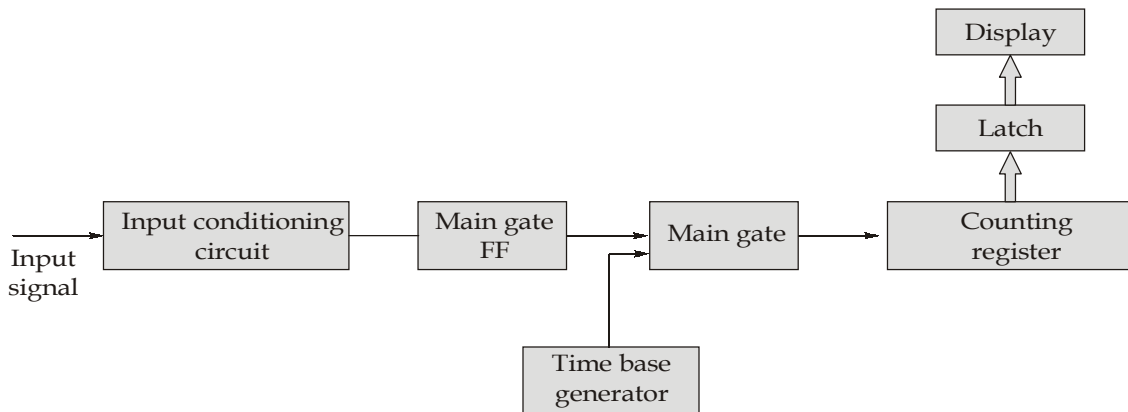 Display
Latch
Input conditioning
circuit
Main gate
FF
Main gate
Counting
register
Input
signal
Time base
generator